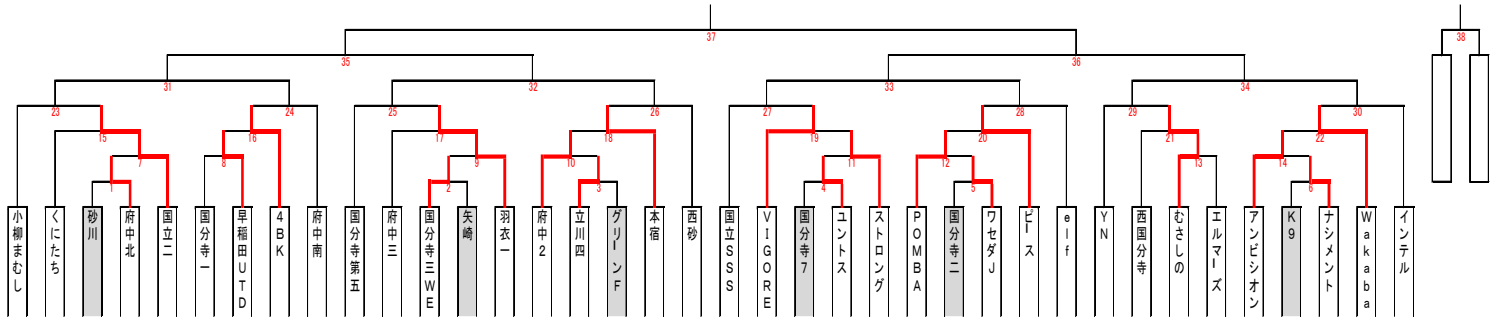 37
38
35
36
31
32
33
34
23
24
25
26
27
28
29
30
15
16
17
18
19
20
21
22
7
8
9
10
11
12
13
14
1
2
3
4
5
6
小柳まむし
くにたち
砂川
府中北
国立二
国分寺一
早稲田UTD
4BK
府中南
国分寺第五
府中三
国分寺三WE
矢崎
羽衣一
府中2
立川四
グリーンF
本宿
西砂
国立SSS
VIGORE
国分寺7
ユントス
ストロング
POMBA
国分寺二
ワセダJ
ピース
elf
YN
西国分寺
むさしの
エルマーズ
アンビシオン
K9
ナシメント
Wakaba
インテル